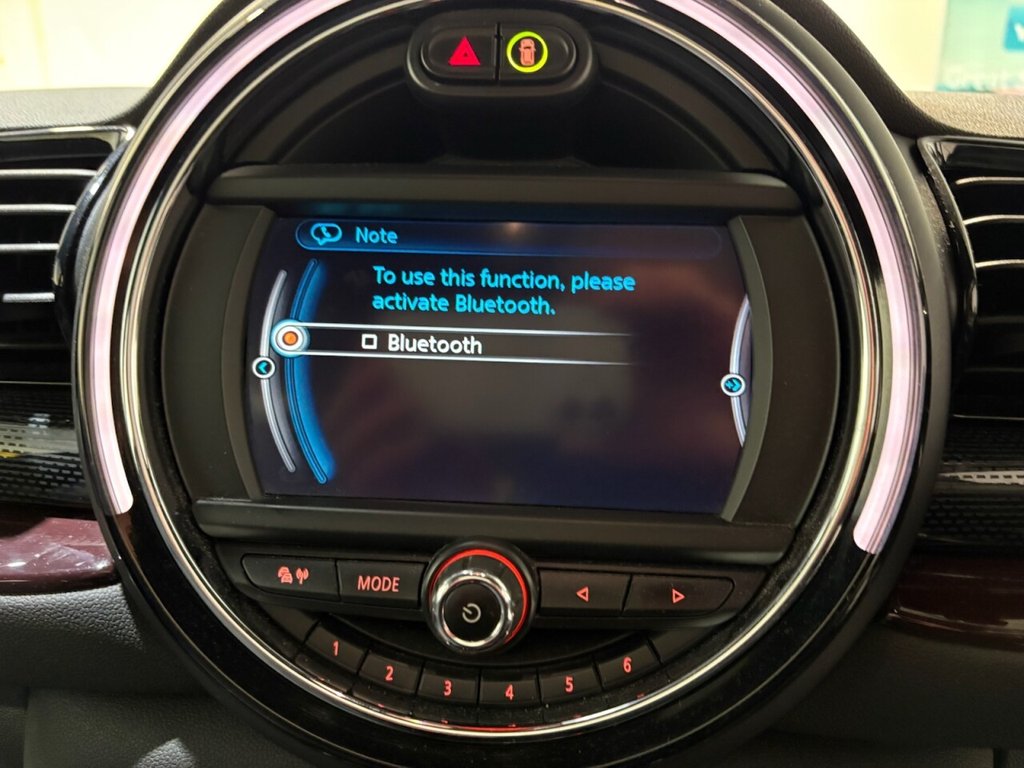 Note
To use this function, please
activate Bluetooth.
Bluetooth
MODE
1 2 3 4 5 6